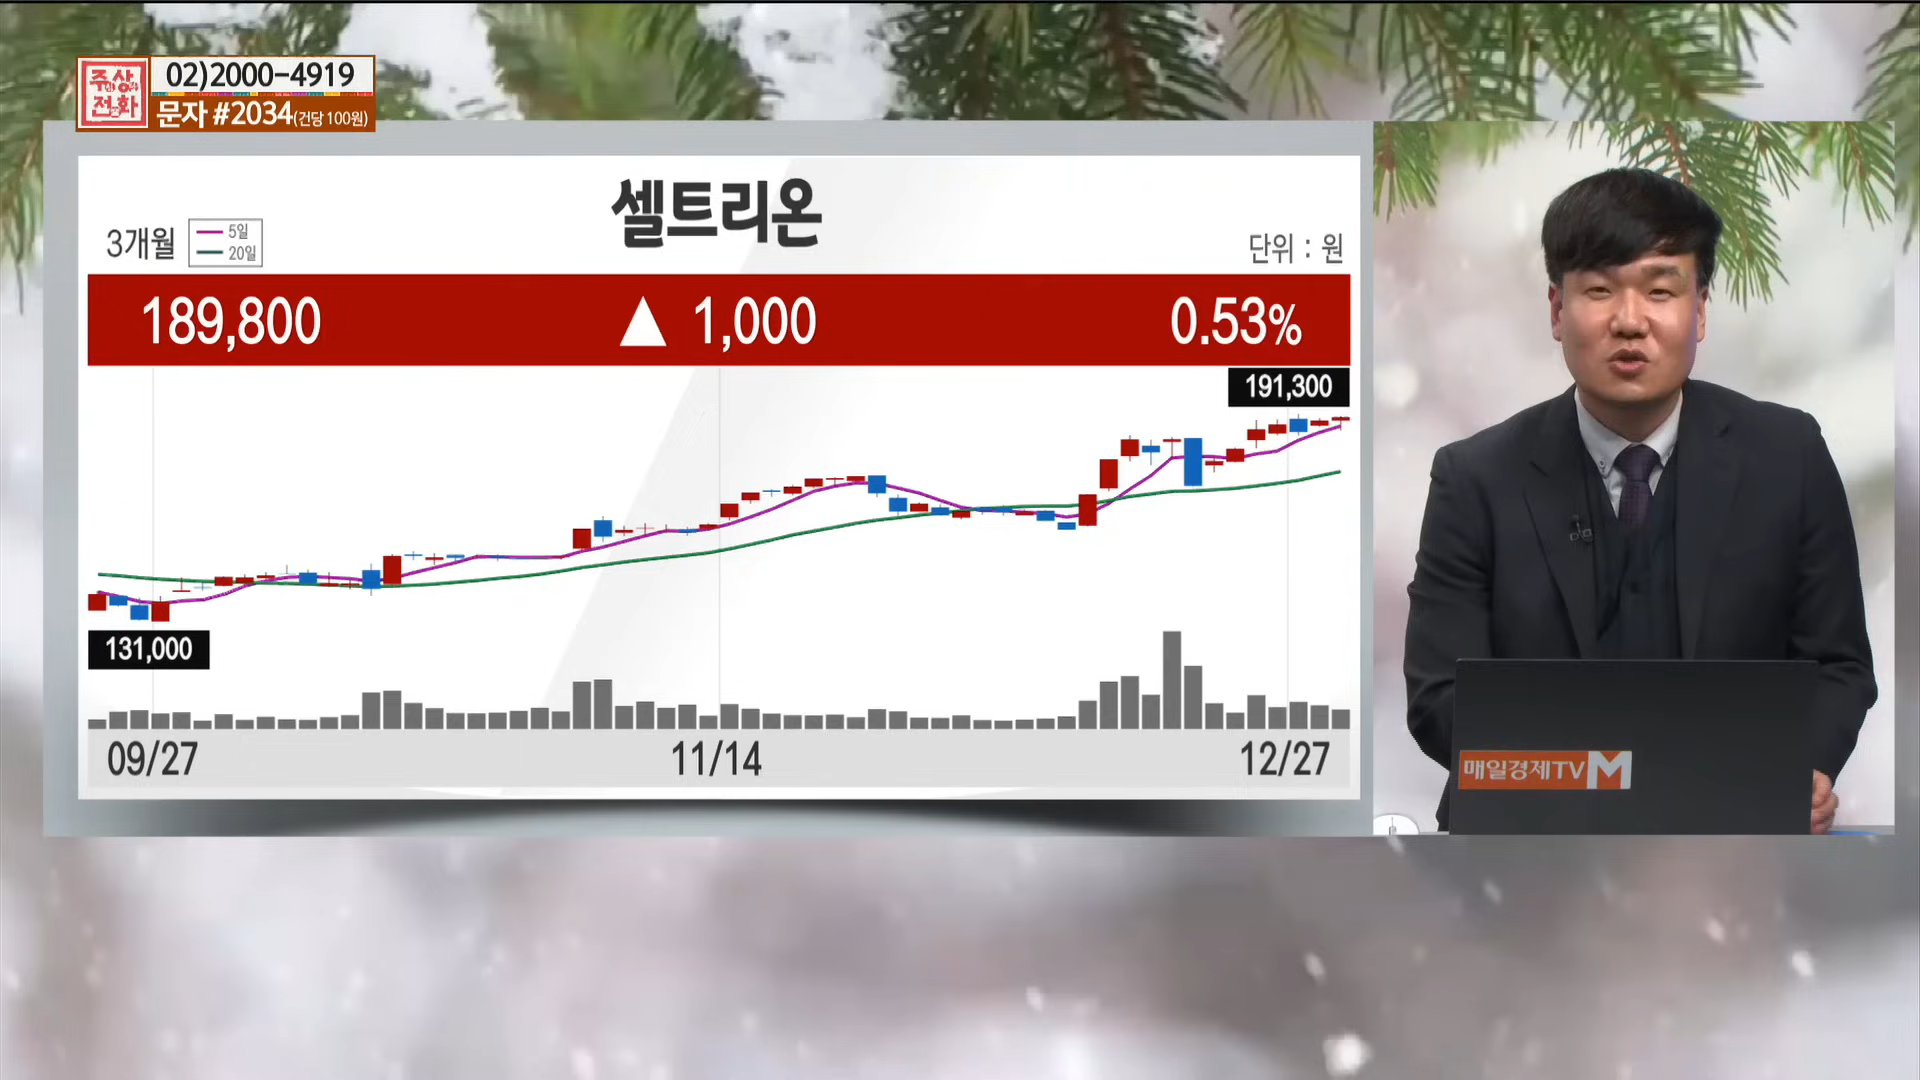 주상
전화
02)2000-4919
문자 #2034(건당 100원)
셀트리온
3개월
5일
20일
단위 : 원
189,800 ▲ 1,000 0.53%
191,300
131,000
09/27 11/14 12/27
매일경제TV M